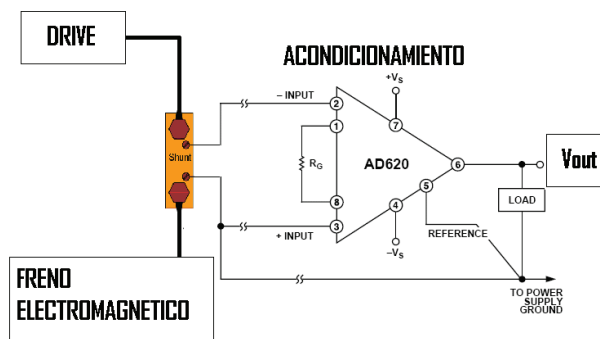 DRIVE
ACONDICIONAMIENTO
+VS
– INPUT
2
1
7
Shunt
RG
AD620
6
Vout
5
8
4
LOAD
3
REFERENCE
+ INPUT
–VS
FRENO
ELECTROMAGNETICO
TO POWER
SUPPLY
GROUND